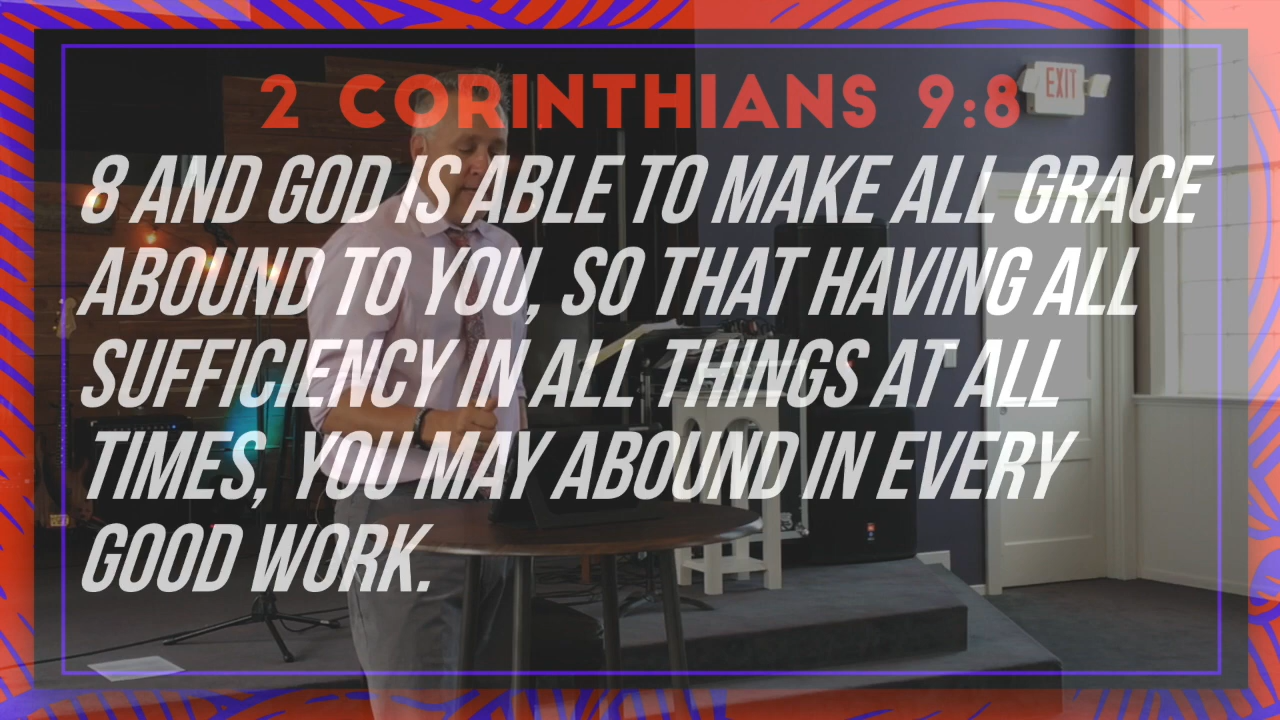 2 CORINTHIANS 9:8
EXIT
8 AND GOD IS ABLE TO MAKE ALL GRACE
ABOUND TO YOU, SO THAT HAVING ALL
SUFFICIENCY IN ALL THINGS AT ALL
TIMES, YOU MAY ABOUND IN EVERY
GOOD WORK.